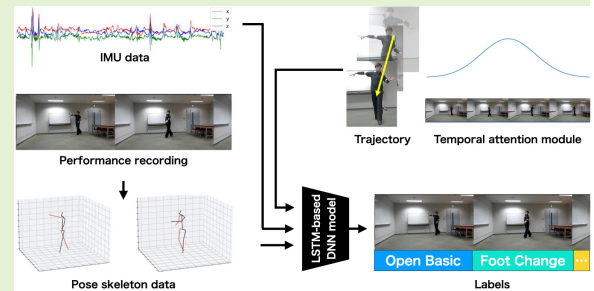 x
y
z
IMU data
Performance recording
Pose skeleton data
Trajectory
Temporal attention module
LSTM-based
DNN model
Open Basic
Foot Change
...
Labels